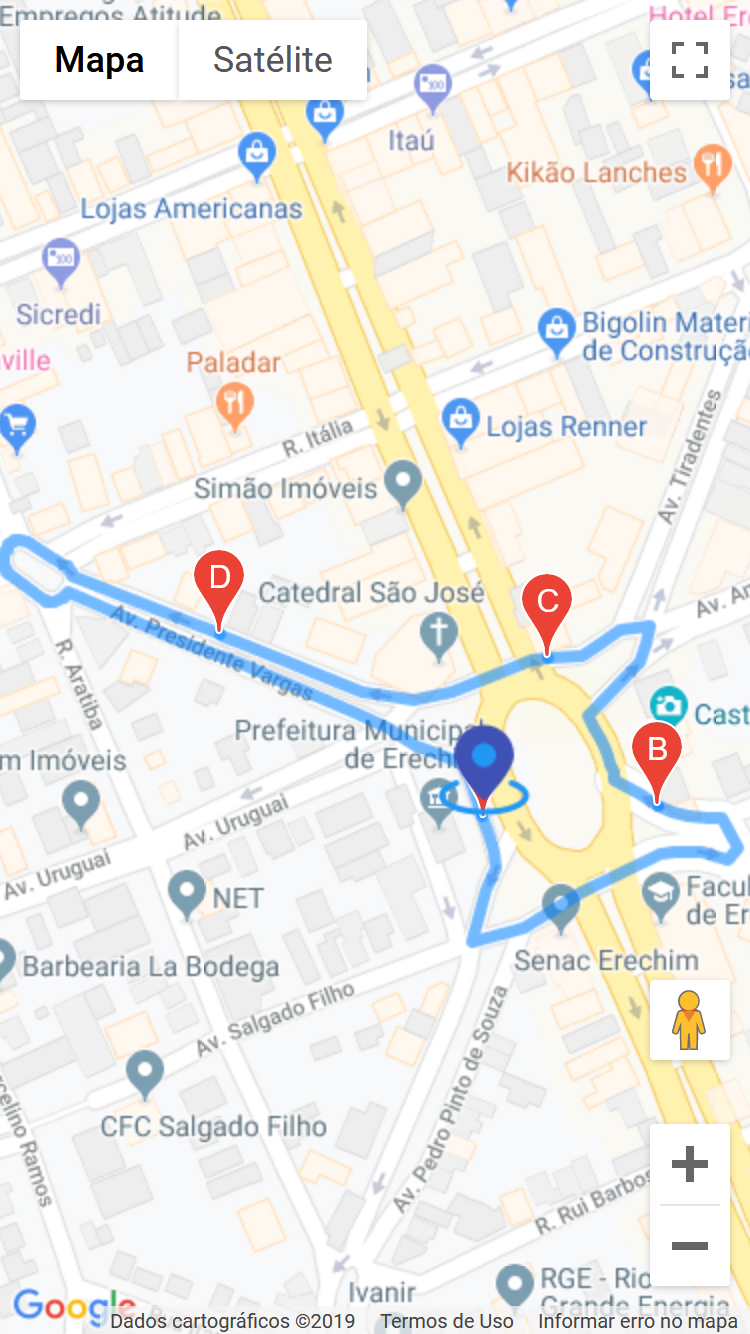 Empregos Atitude
Hotel Er
Mapa
Satélite
Itaú
Kikão Lanches
Lojas Americanas
Sicredi
Bigolin Materi
de Construçã
ville
Paladar
Lojas Renner
R. Itália
Av. Tiradentes
Simão Imóveis
D
Catedral São José
C
Av. An
Av. Presidente Vargas
R. Aratiba
Cast
Prefeitura Municipal
de Erech
B
m Imóveis
Av. Uruguai
Av. Uruguai
NET
Facul
de Er
Senac Erechim
Barbearia La Bodega
Av. Salgado Filho
Av. Pedro Pinto de Souza
CFC Salgado Filho
rcelino Ramos
R. Rui Barbos
Ivanir
RGE - Rio
Grande Energia
Google
Dados cartográficos ©2019
Termos de Uso
Informar erro no mapa